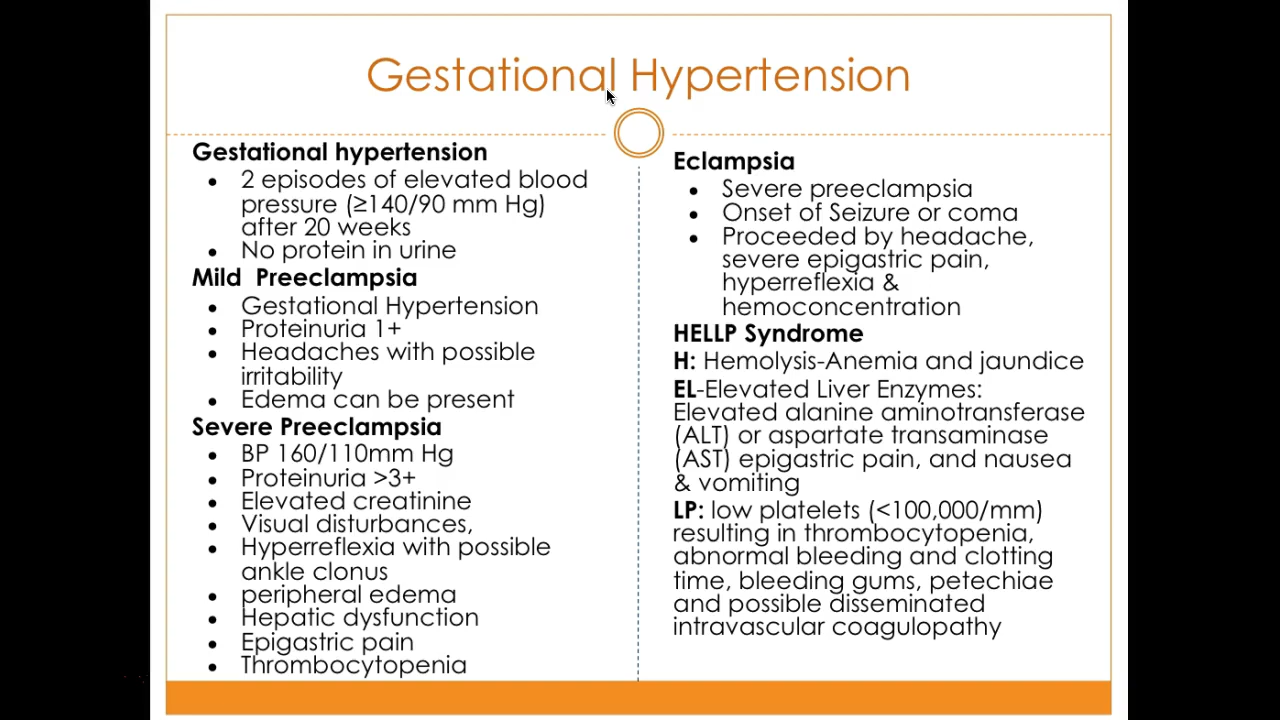 Gestational Hypertension
Gestational hypertension
• 2 episodes of elevated blood
pressure (≥140/90 mm Hg)
after 20 weeks
• No protein in urine
Mild  Preeclampsia
• Gestational Hypertension
• Proteinuria 1+
• Headaches with possible
irritability
• Edema can be present
Severe Preeclampsia
• BP 160/110mm Hg
• Proteinuria >3+
• Elevated creatinine
• Visual disturbances,
• Hyperreflexia with possible
ankle clonus
• peripheral edema
• Hepatic dysfunction
• Epigastric pain
• Thrombocytopenia
Eclampsia
• Severe preeclampsia
• Onset of Seizure or coma
• Proceeded by headache,
severe epigastric pain,
hyperreflexia &
hemoconcentration
HELLP Syndrome
H: Hemolysis-Anemia and jaundice
EL-Elevated Liver Enzymes:
Elevated alanine aminotransferase
(ALT) or aspartate transaminase
(AST) epigastric pain, and nausea
& vomiting
LP: low platelets (<100,000/mm)
resulting in thrombocytopenia,
abnormal bleeding and clotting
time, bleeding gums, petechiae
and possible disseminated
intravascular coagulopathy